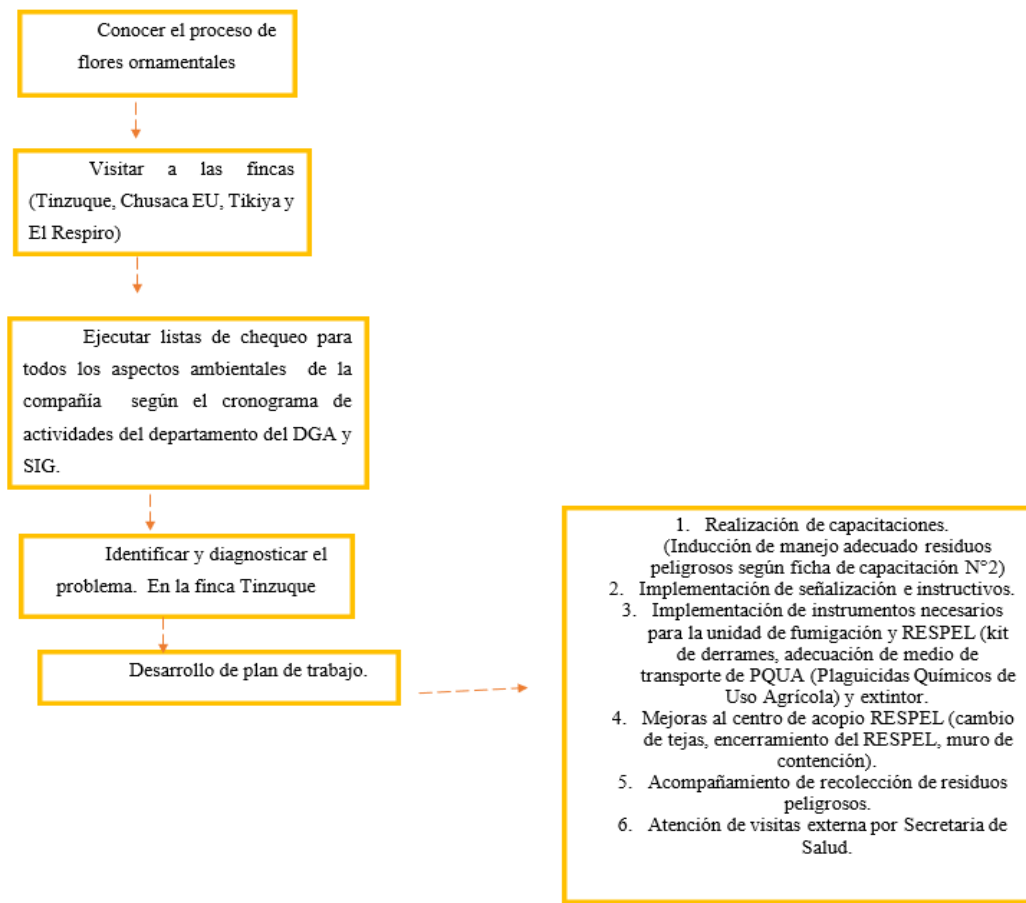 Conocer el proceso de
flores ornamentales
Visitar a las fincas
(Tinzuque, Chusaca EU, Tikiya y
El Respiro)
Ejecutar listas de chequeo para
todos los aspectos ambientales de la
compañía según el cronograma de
actividades del departamento del DGA y
SIG.
Identificar y diagnosticar el
problema. En la finca Tinzuque
Desarrollo de plan de trabajo.
1. Realización de capacitaciones.
(Inducción de manejo adecuado residuos
peligrosos según ficha de capacitación N°2)
2. Implementación de señalización e instructivos.
3. Implementación de instrumentos necesarios
para la unidad de fumigación y RESPEL (kit
de derrames, adecuación de medio de
transporte de PQUA (Plaguicidas Químicos de
Uso Agrícola) y extintor.
4. Mejoras al centro de acopio RESPEL (cambio
de tejas, encerramiento del RESPEL, muro de
contención).
5. Acompañamiento de recolección de residuos
peligrosos.
6. Atención de visitas externa por Secretaria de
Salud.